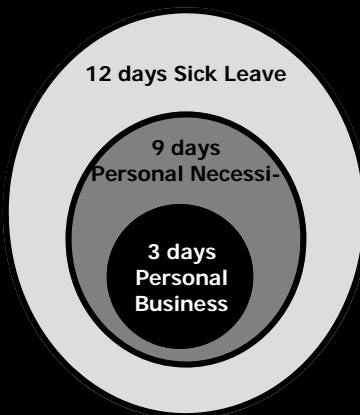 12 days Sick Leave
9 days
Personal Necessi-
3 days
Personal
Business